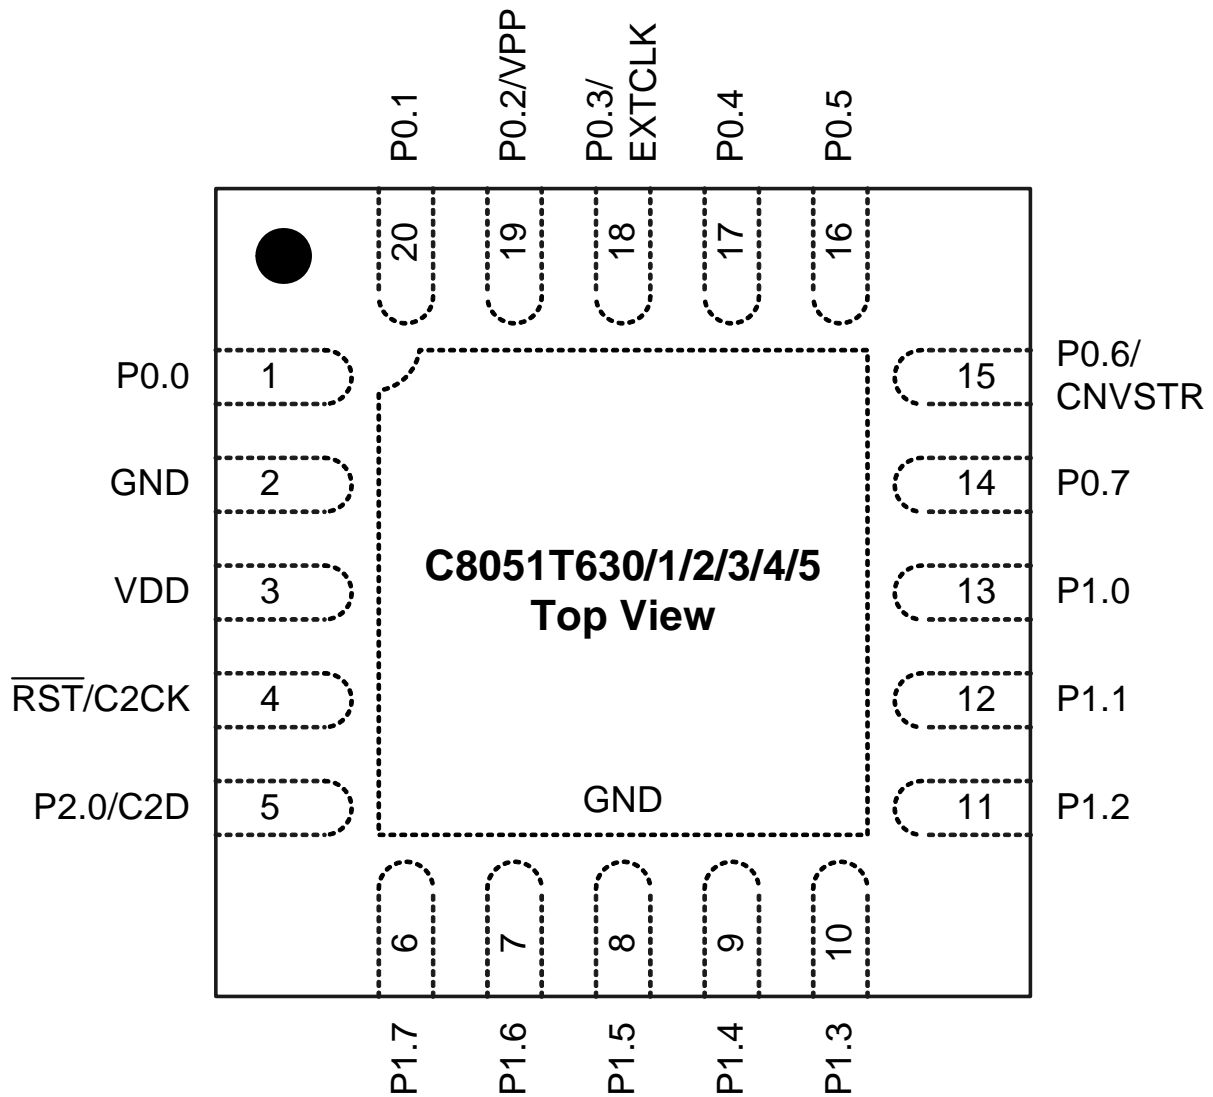 P0.1
P0.2/VPP
P0.3/
EXTCLK
P0.4
P0.5
20
19
18
17
16
P0.0
1
15
P0.6/
CNVSTR
GND
2
14
P0.7
VDD
3
13
P1.0
RST/C2CK
4
12
P1.1
P2.0/C2D
5
11
P1.2
C8051T630/1/2/3/4/5
Top View
GND
6
7
8
9
10
P1.7
P1.6
P1.5
P1.4
P1.3